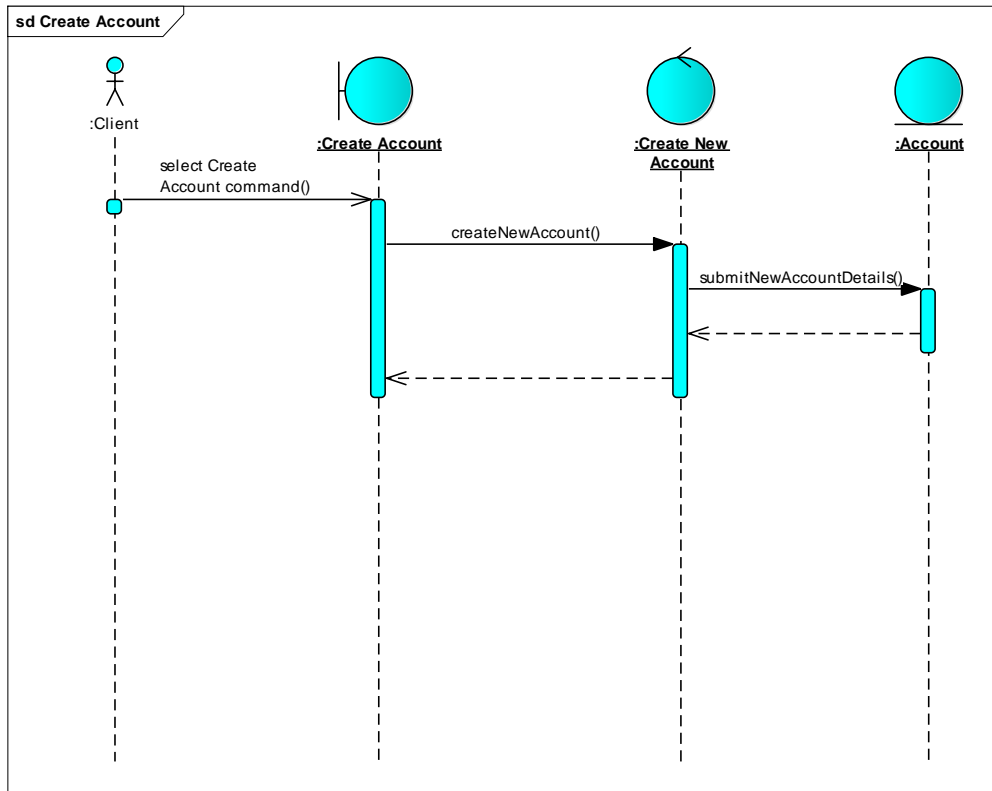 sd Create Account
:Client
:Create Account
:Create New
Account
:Account
select Create
Account command()
createNewAccount()
submitNewAccountDetails()